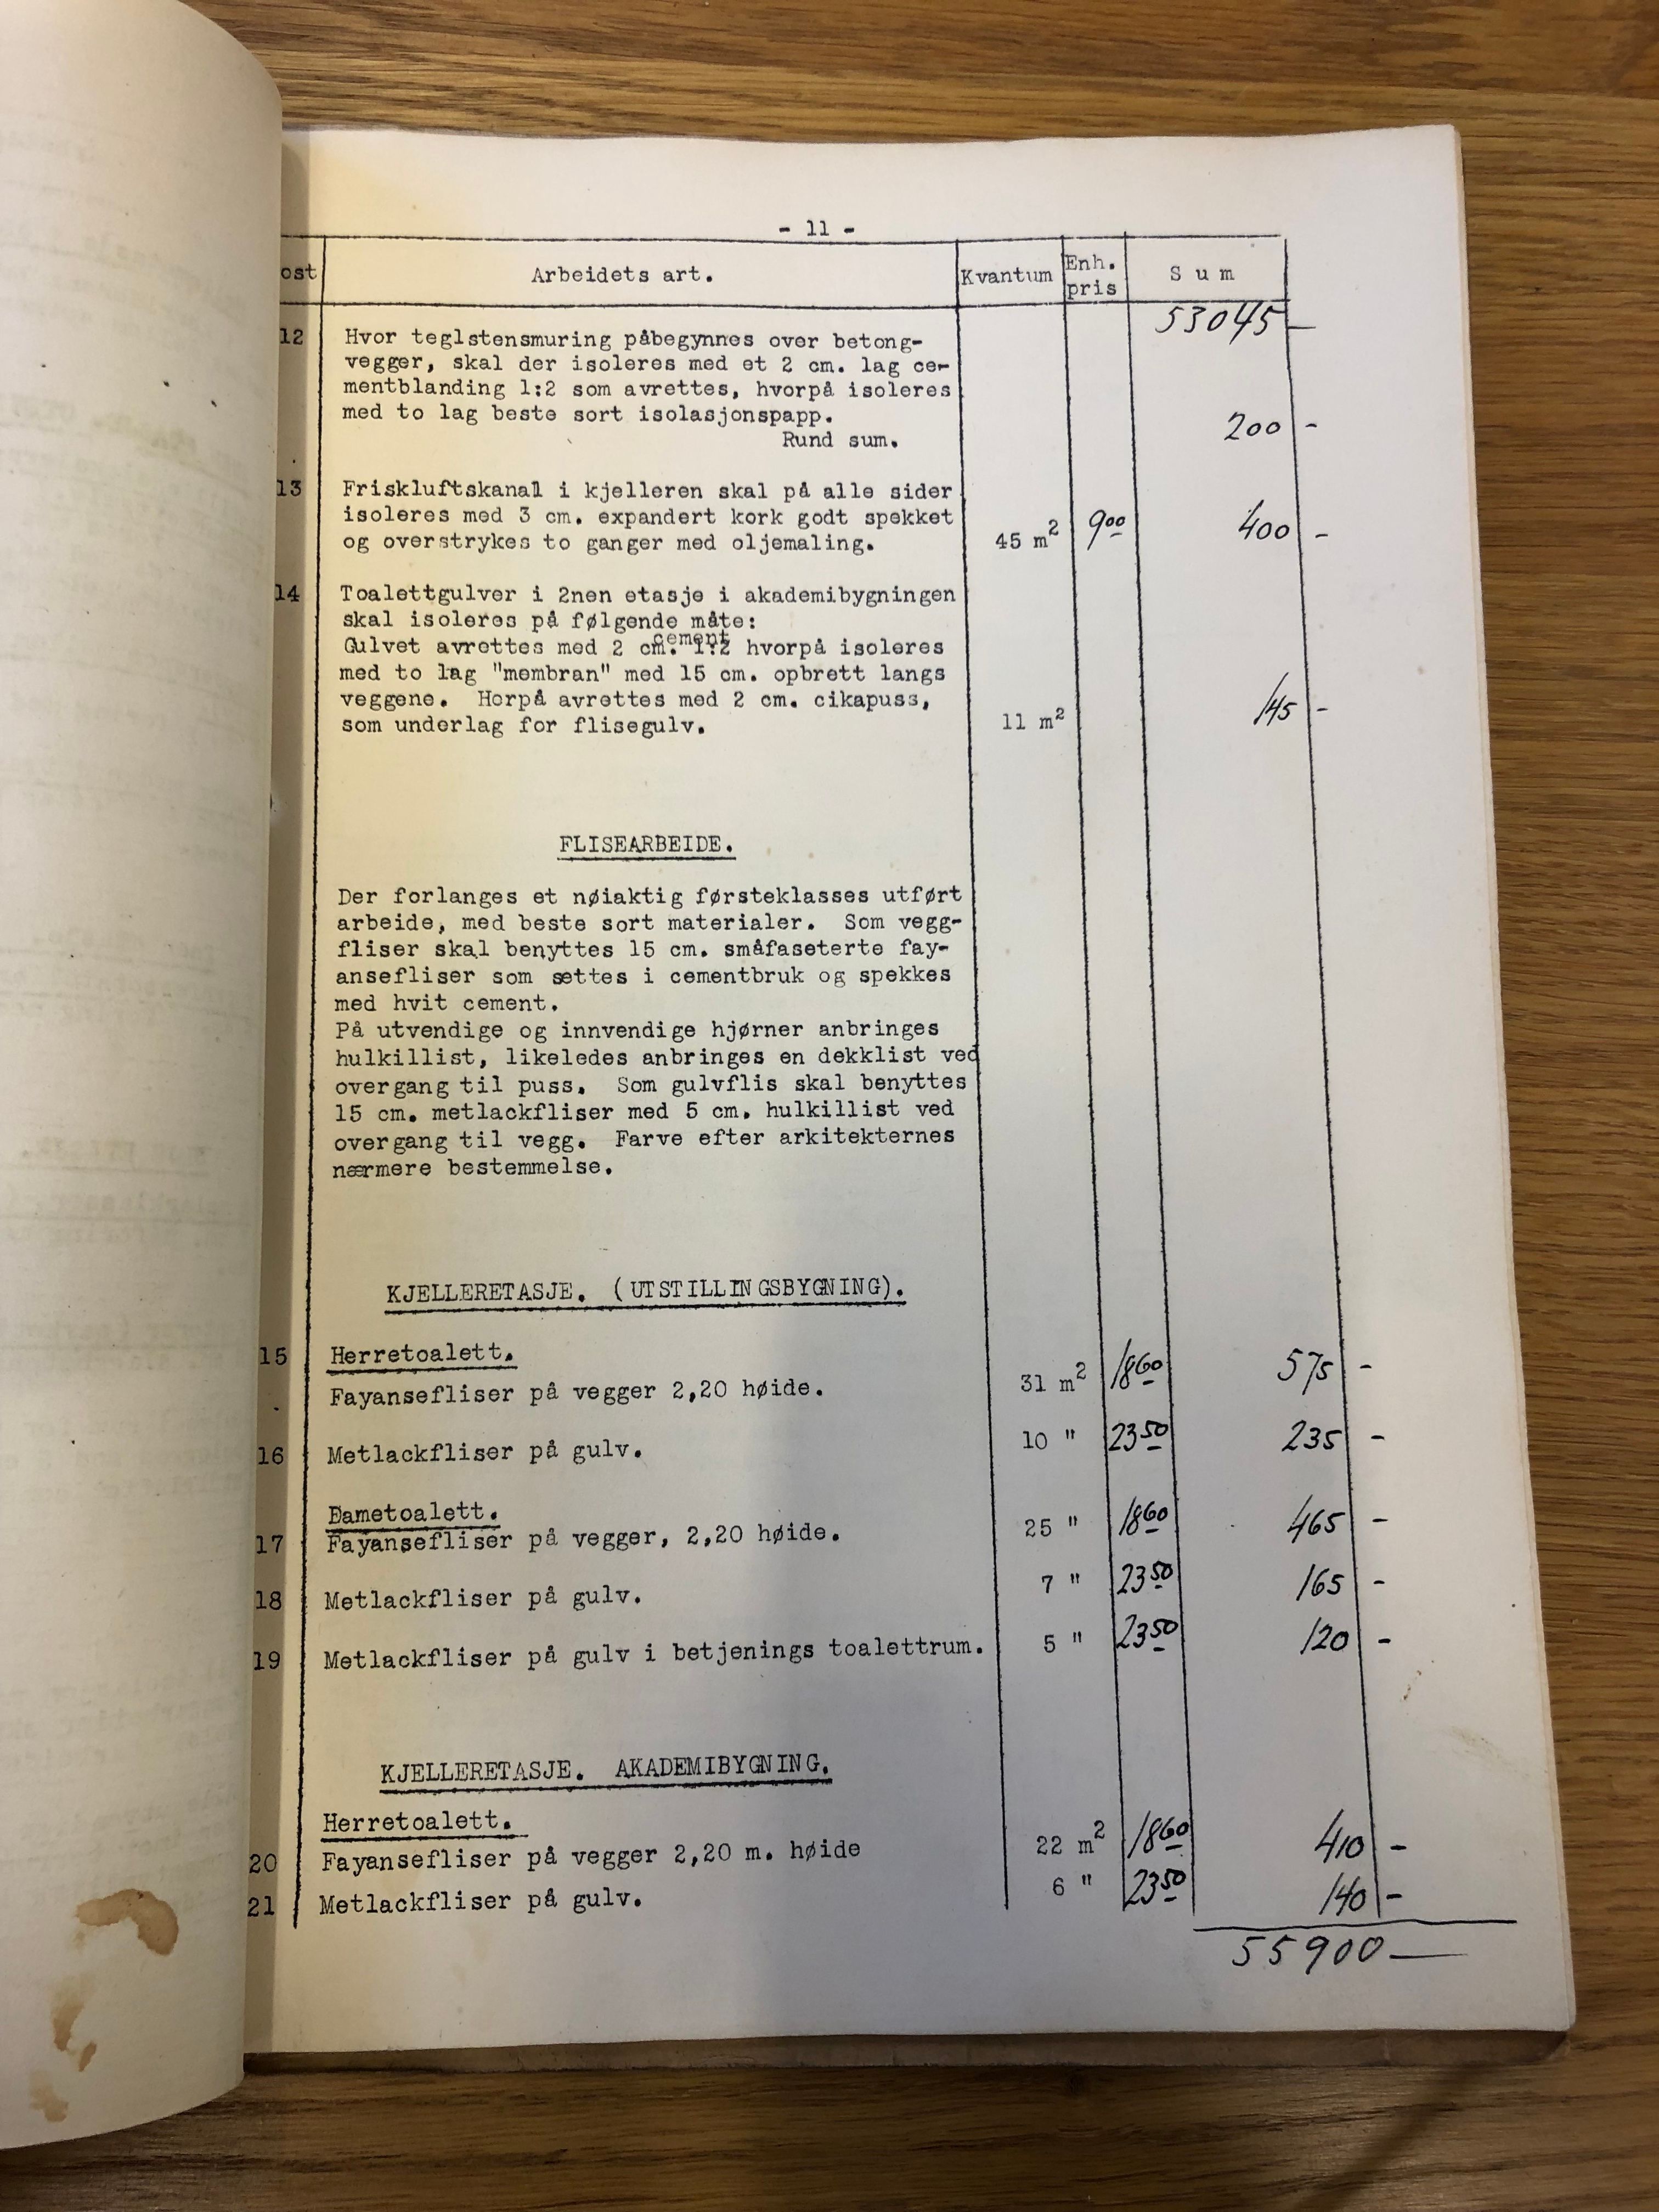 - 11 -
ost Arbeidets art. Kvantum Enh. pris Sum
53045 —
12 Hvor teglstensmuring påbegynnes over betong-
vegger, skal der isoleres med et 2 cm. lag ce-
mentblanding 1:2 som avrettes, hvorpå isoleres
med to lag beste sort isolasjonspapp.
Rund sum. 200 -
13 Friskluftskanal i kjelleren skal på alle sider
isoleres med 3 cm. expandert kork godt spekket
og overstrykes to ganger med oljemaling. 45 m² 9oo 400 -
14 Toalettgulver i 2nen etasje i akademibygningen
skal isoleres på følgende måte:
cement
Gulvet avrettes med 2 cm. 1:2 hvorpå isoleres
med to lag "membran" med 15 cm. opbrett langs
veggene. Herpå avrettes med 2 cm. cikapuss,
som underlag for flisegulv. 11 m² 145 -
FLISEARBEIDE.
Der forlanges et nøiaktig førsteklasses utført
arbeide, med beste sort materialer. Som vegg-
fliser skal benyttes 15 cm. småfaseterte fay-
ansefliser som settes i cementbruk og spekkes
med hvit cement.
På utvendige og innvendige hjørner anbringes
hulkillist, likeledes anbringes en dekklist ved
overgang til puss. Som gulvflis skal benyttes
15 cm. metlackfliser med 5 cm. hulkillist ved
overgang til vegg. Farve efter arkitekternes
nærmere bestemmelse.
KJELLERETASJE. (UTSTILLINGSBYGNING).
15 Herretoalett.
Fayansefliser på vegger 2,20 høide. 31 m² 1860 575 -
16 Metlackfliser på gulv. 10 " 2350 235 -
Dametoalett.
17 Fayansefliser på vegger, 2,20 høide. 25 " 1860 465 -
18 Metlackfliser på gulv. 7 " 2350 165 -
19 Metlackfliser på gulv i betjenings toalettrum. 5 " 2350 120 -
KJELLERETASJE. AKADEMIBYGNING.
Herretoalett.
20 Fayansefliser på vegger 2,20 m. høide 22 m² 1860 410 -
21 Metlackfliser på gulv. 6 " 2350 140 -
55900 —